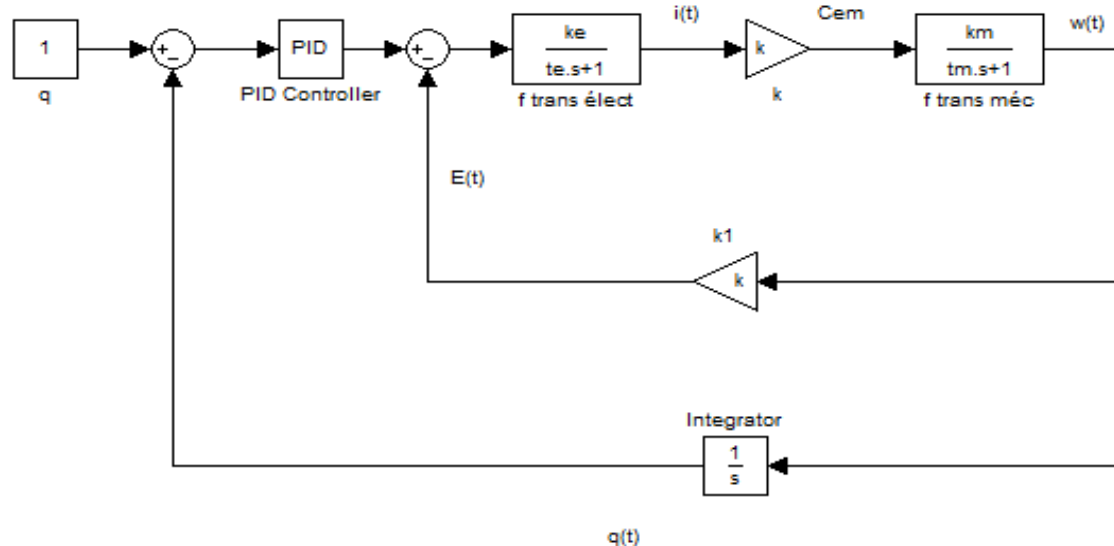 i(t)
Cem
w(t)
1
q
+
−
PID
PID Controller
+
−
ke
te.s+1
f trans élect
k
k
km
tm.s+1
f trans méc
E(t)
k1
k
Integrator
1
s
q(t)